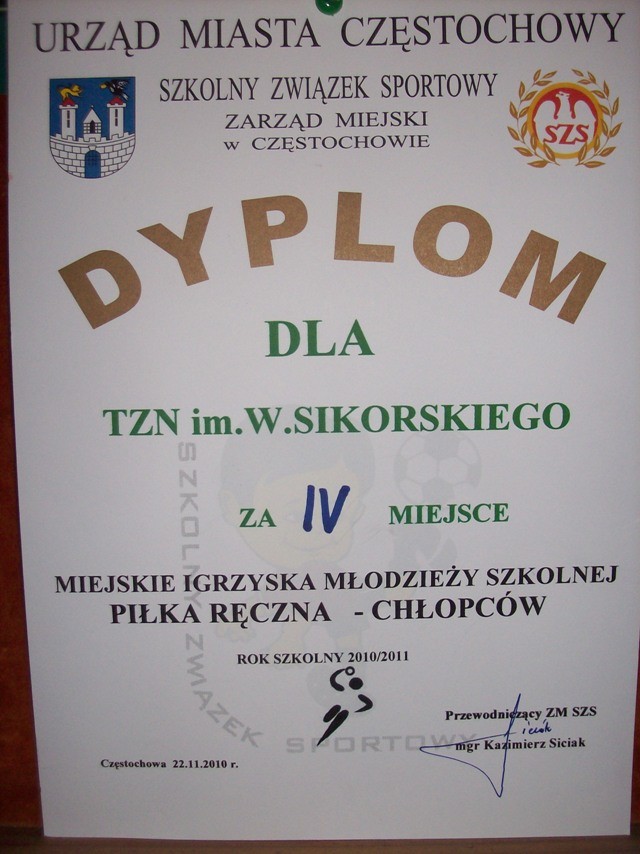 URZĄD MIASTA CZĘSTOCHOWY
SZKOLNY ZWIĄZEK SPORTOWY
ZARZĄD MIEJSKI
w CZĘSTOCHOWIE
SZS
DYPLOM
DLA
TZN im.W.SIKORSKIEGO
ZA IV MIEJSCE
MIEJSKIE IGRZYSKA MŁODZIEŻY SZKOLNEJ
PIŁKA RĘCZNA - CHŁOPCÓW
ROK SZKOLNY 2010/2011
SZKOLNY ZWIĄZEK SPORTOWY
Przewodniczący ZM SZS
mgr Kazimierz Siciak
Częstochowa 22.11.2010 r.